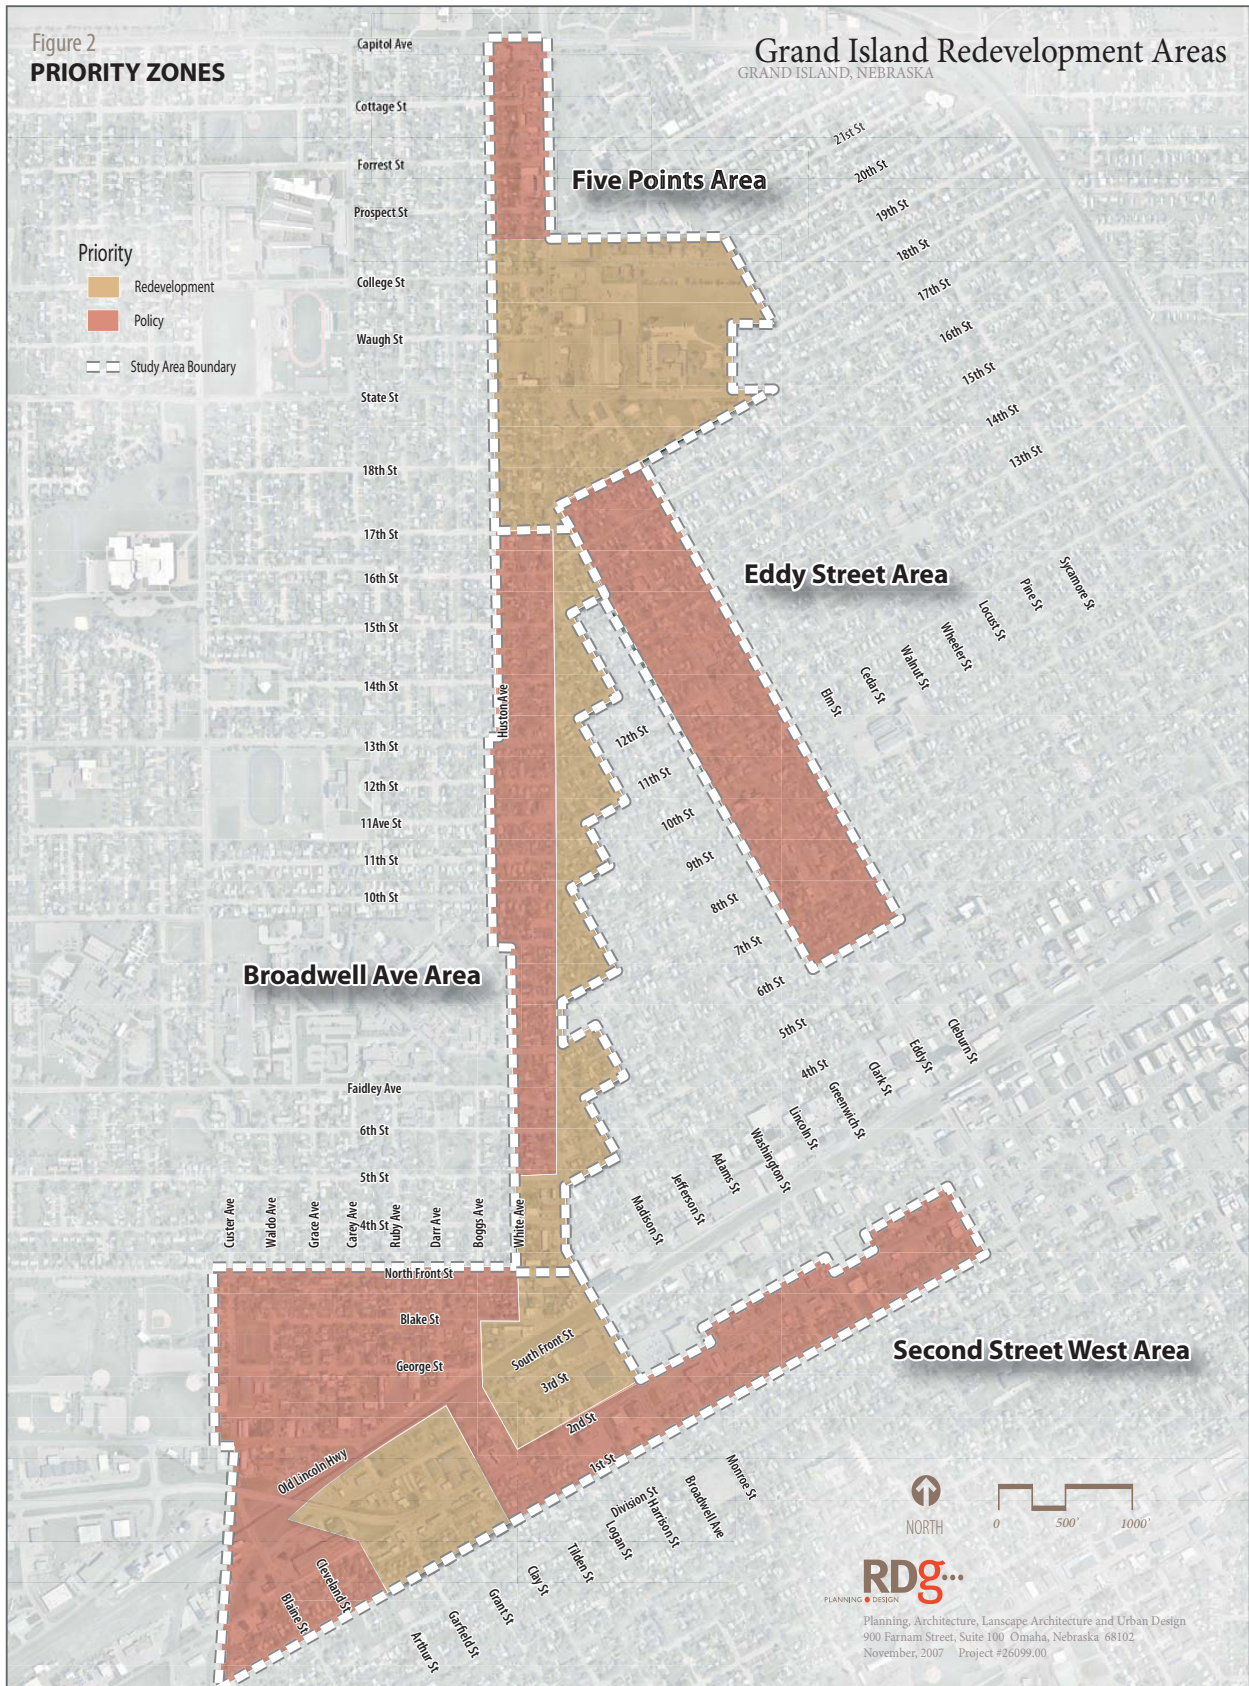 Figure 2
PRIORITY ZONES
Grand Island Redevelopment Areas
GRAND ISLAND, NEBRASKA
Capitol Ave
Cottage St
Forrest St
Prospect St
College St
Waugh St
State St
18th St
17th St
16th St
15th St
14th St
13th St
12th St
11Ave St
11th St
10th St
Priority
Redevelopment
Policy
Study Area Boundary
Five Points Area
21st St
20th St
19th St
18th St
17th St
16th St
15th St
14th St
13th St
Eddy Street Area
Sycamore St
Pine St
Locust St
Wheeler St
Walnut St
Cedar St
Elm St
Huston Ave
12th St
11th St
10th St
9th St
8th St
7th St
6th St
5th St
4th St
Broadwell Ave Area
Faidley Ave
6th St
5th St
4th St
Custer Ave
Waldo Ave
Grace Ave
Carey Ave
Ruby Ave
Darr Ave
Boggs Ave
White Ave
Cleburn St
Eddy St
Clark St
Greenwich St
Lincoln St
Washington St
Adams St
Jefferson St
Madison St
North Front St
Blake St
George St
South Front St
3rd St
2nd St
1st St
Old Lincoln Hwy
Second Street West Area
Division St
Monroe St
Broadwell Ave
Harrison St
Logan St
Tilden St
Clay St
Grant St
Garfield St
Arthur St
Cleveland St
Blaine St
NORTH
0 500' 1000'
RDg...
PLANNING DESIGN
Planning, Architecture, Lanscape Architecture and Urban Design
900 Farnam Street, Suite 100 Omaha, Nebraska 68102
November, 2007 Project #26099.00